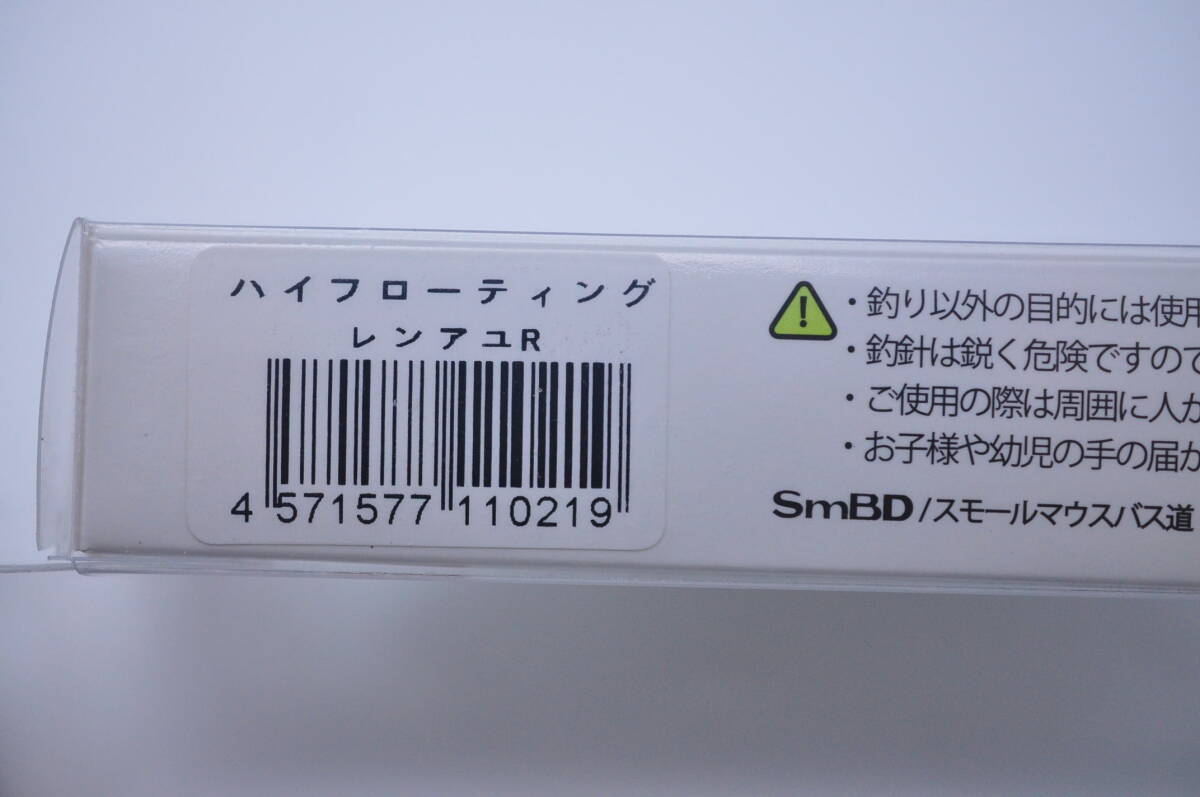 ハイフローティング
レンアユR
4 571577 110219
!
・釣り以外の目的には使用
・釣針は鋭く危険ですので
・ご使用の際は周囲に人が
・お子様や幼児の手の届か
SmBD/スモールマウスバス道